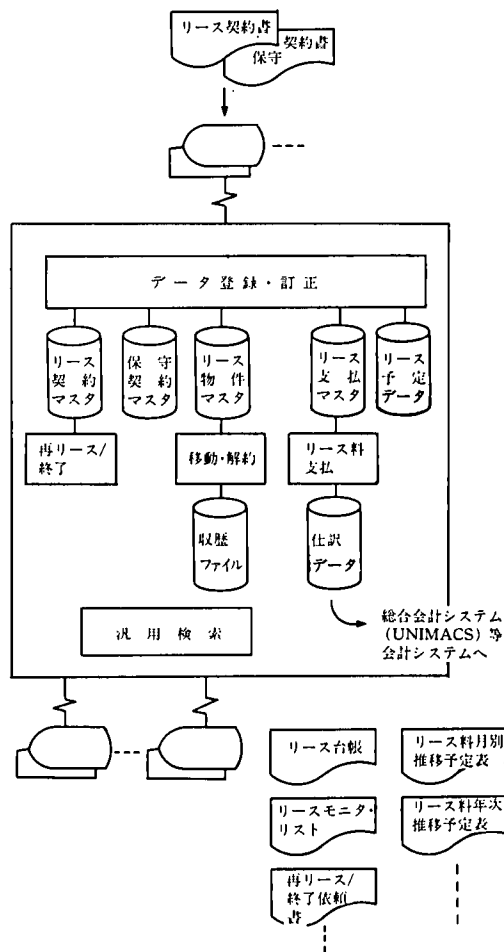 リース契約書
契約書
保守
データ登録・訂正
リース
契約
マスタ
保守
契約
マスタ
リース
物件
マスタ
リース
支払
マスタ
リース
予定
データ
再リース/
終了
移動・解約
リース料
支払
収歴
ファイル
仕訳
データ
総合会計システム
(UNIMACS)等
会計システムへ
汎用検索
リース台帳
リース料月別
推移予定表
リースモニタ・
リスト
リース料年次
推移予定表
再リース/
終了依頼
書